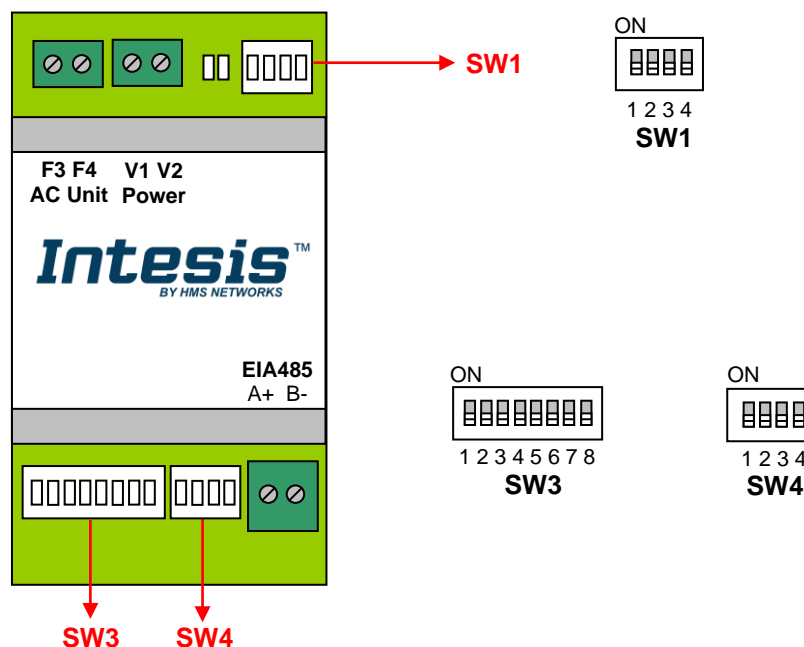 SW1
F3 F4 V1 V2
AC Unit Power
Intesis™
BY HMS NETWORKS
EIA485
A+ B-
SW3 SW4
ON
1 2 3 4
SW1
ON
1 2 3 4 5 6 7 8
SW3
ON
1 2 3 4
SW4